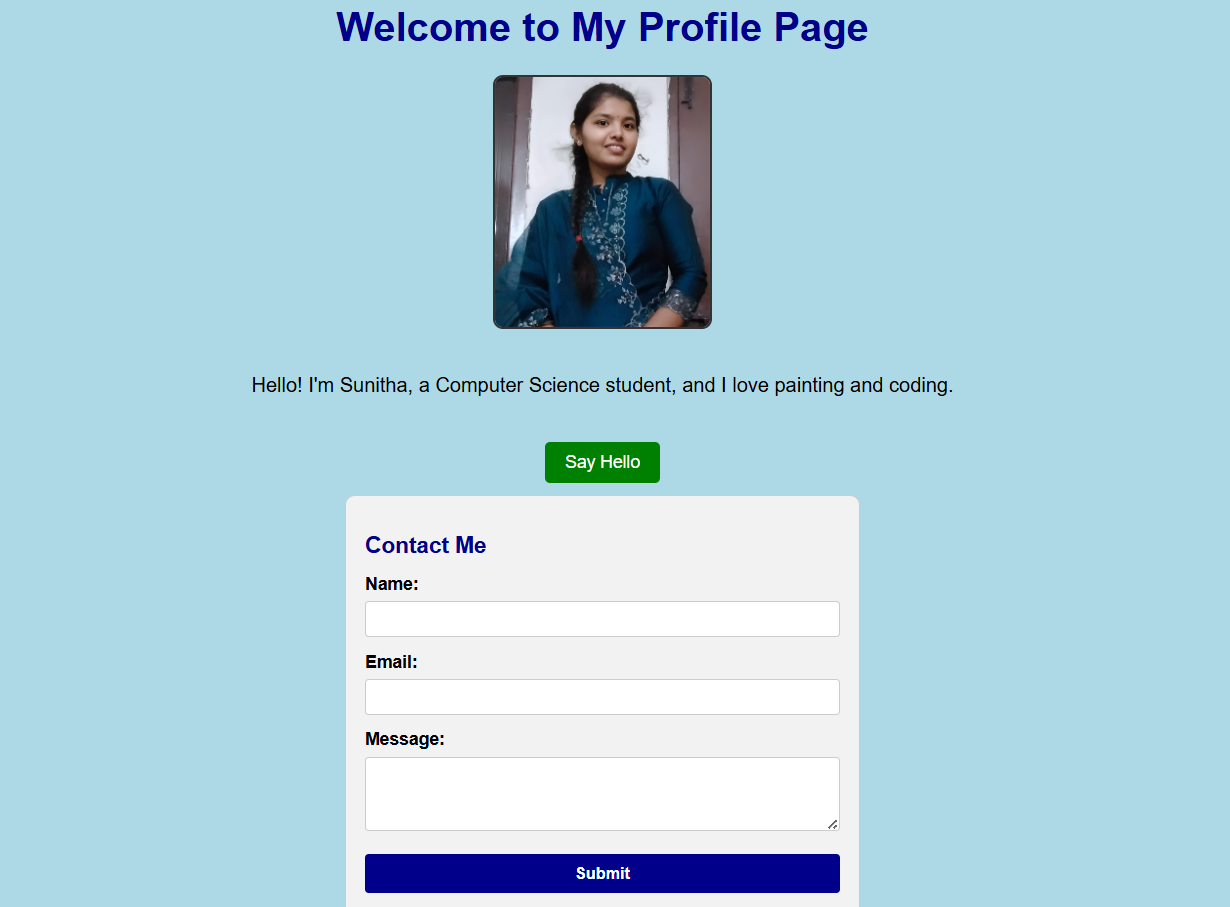 Welcome to My Profile Page
Hello! I'm Sunitha, a Computer Science student, and I love painting and coding.
Say Hello
Contact Me
Name:
Email:
Message:
Submit